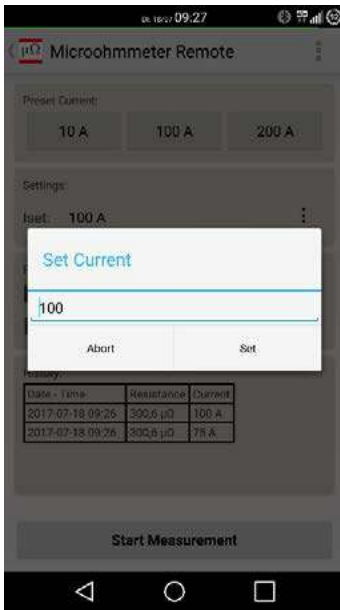 09:27
μΩ Microohmmeter Remote
Preset Current:
10 A 100 A 200 A
Settings:
Iset: 100 A
Set Current
100
Abort Set
History:
Date - Time Resistance Current
2017-07-18 09:26 300,6 μΩ 100 A
2017-07-18 09:26 300,6 μΩ 75 A
Start Measurement